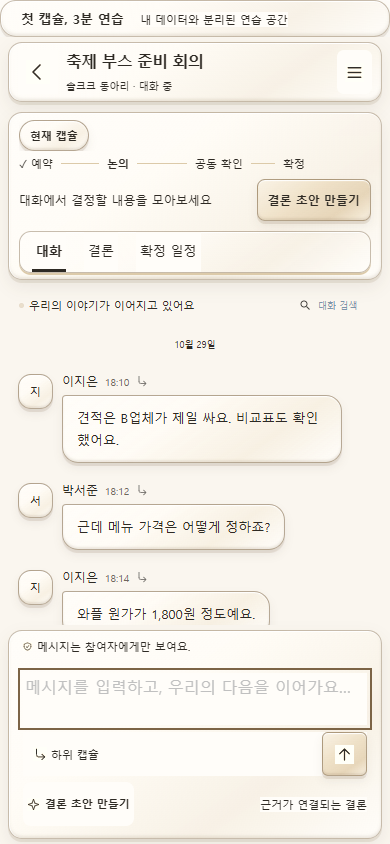 첫 캡슐, 3분 연습 내 데이터와 분리된 연습 공간
축제 부스 준비 회의
슬크크 동아리 · 대화 중
현재 캡슐
✓ 예약 논의 공동 확인 확정
대화에서 결정할 내용을 모아보세요
결론 초안 만들기
대화 결론 확정 일정
우리의 이야기가 이어지고 있어요
대화 검색
10월 29일
지
이지은 18:10
견적은 B업체가 제일 싸요. 비교표도 확인
했어요.
서
박서준 18:12
근데 메뉴 가격은 어떻게 정하죠?
지
이지은 18:14
와플 원가가 1,800원 정도예요.
메시지는 참여자에게만 보여요.
메시지를 입력하고, 우리의 다음을 이어가요...
하위 캡슐
결론 초안 만들기
근거가 연결되는 결론